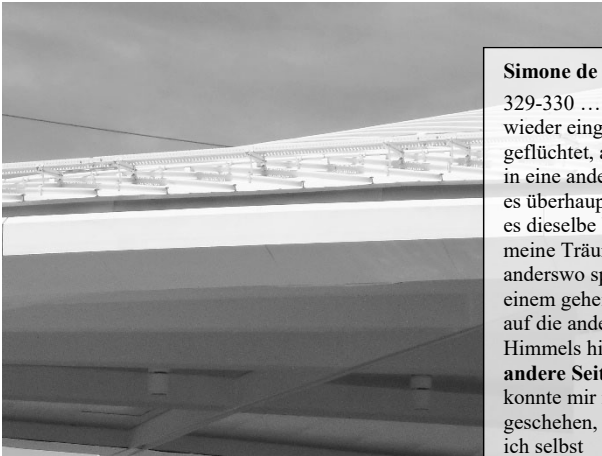 Simone de
329-330 …
wieder eing
geflüchtet, a
in eine ande
es überhaup
es dieselbe
meine Träu
anderswo sp
einem gehe
auf die ande
Himmels hi
andere Seit
konnte mir
geschehen,
ich selbst